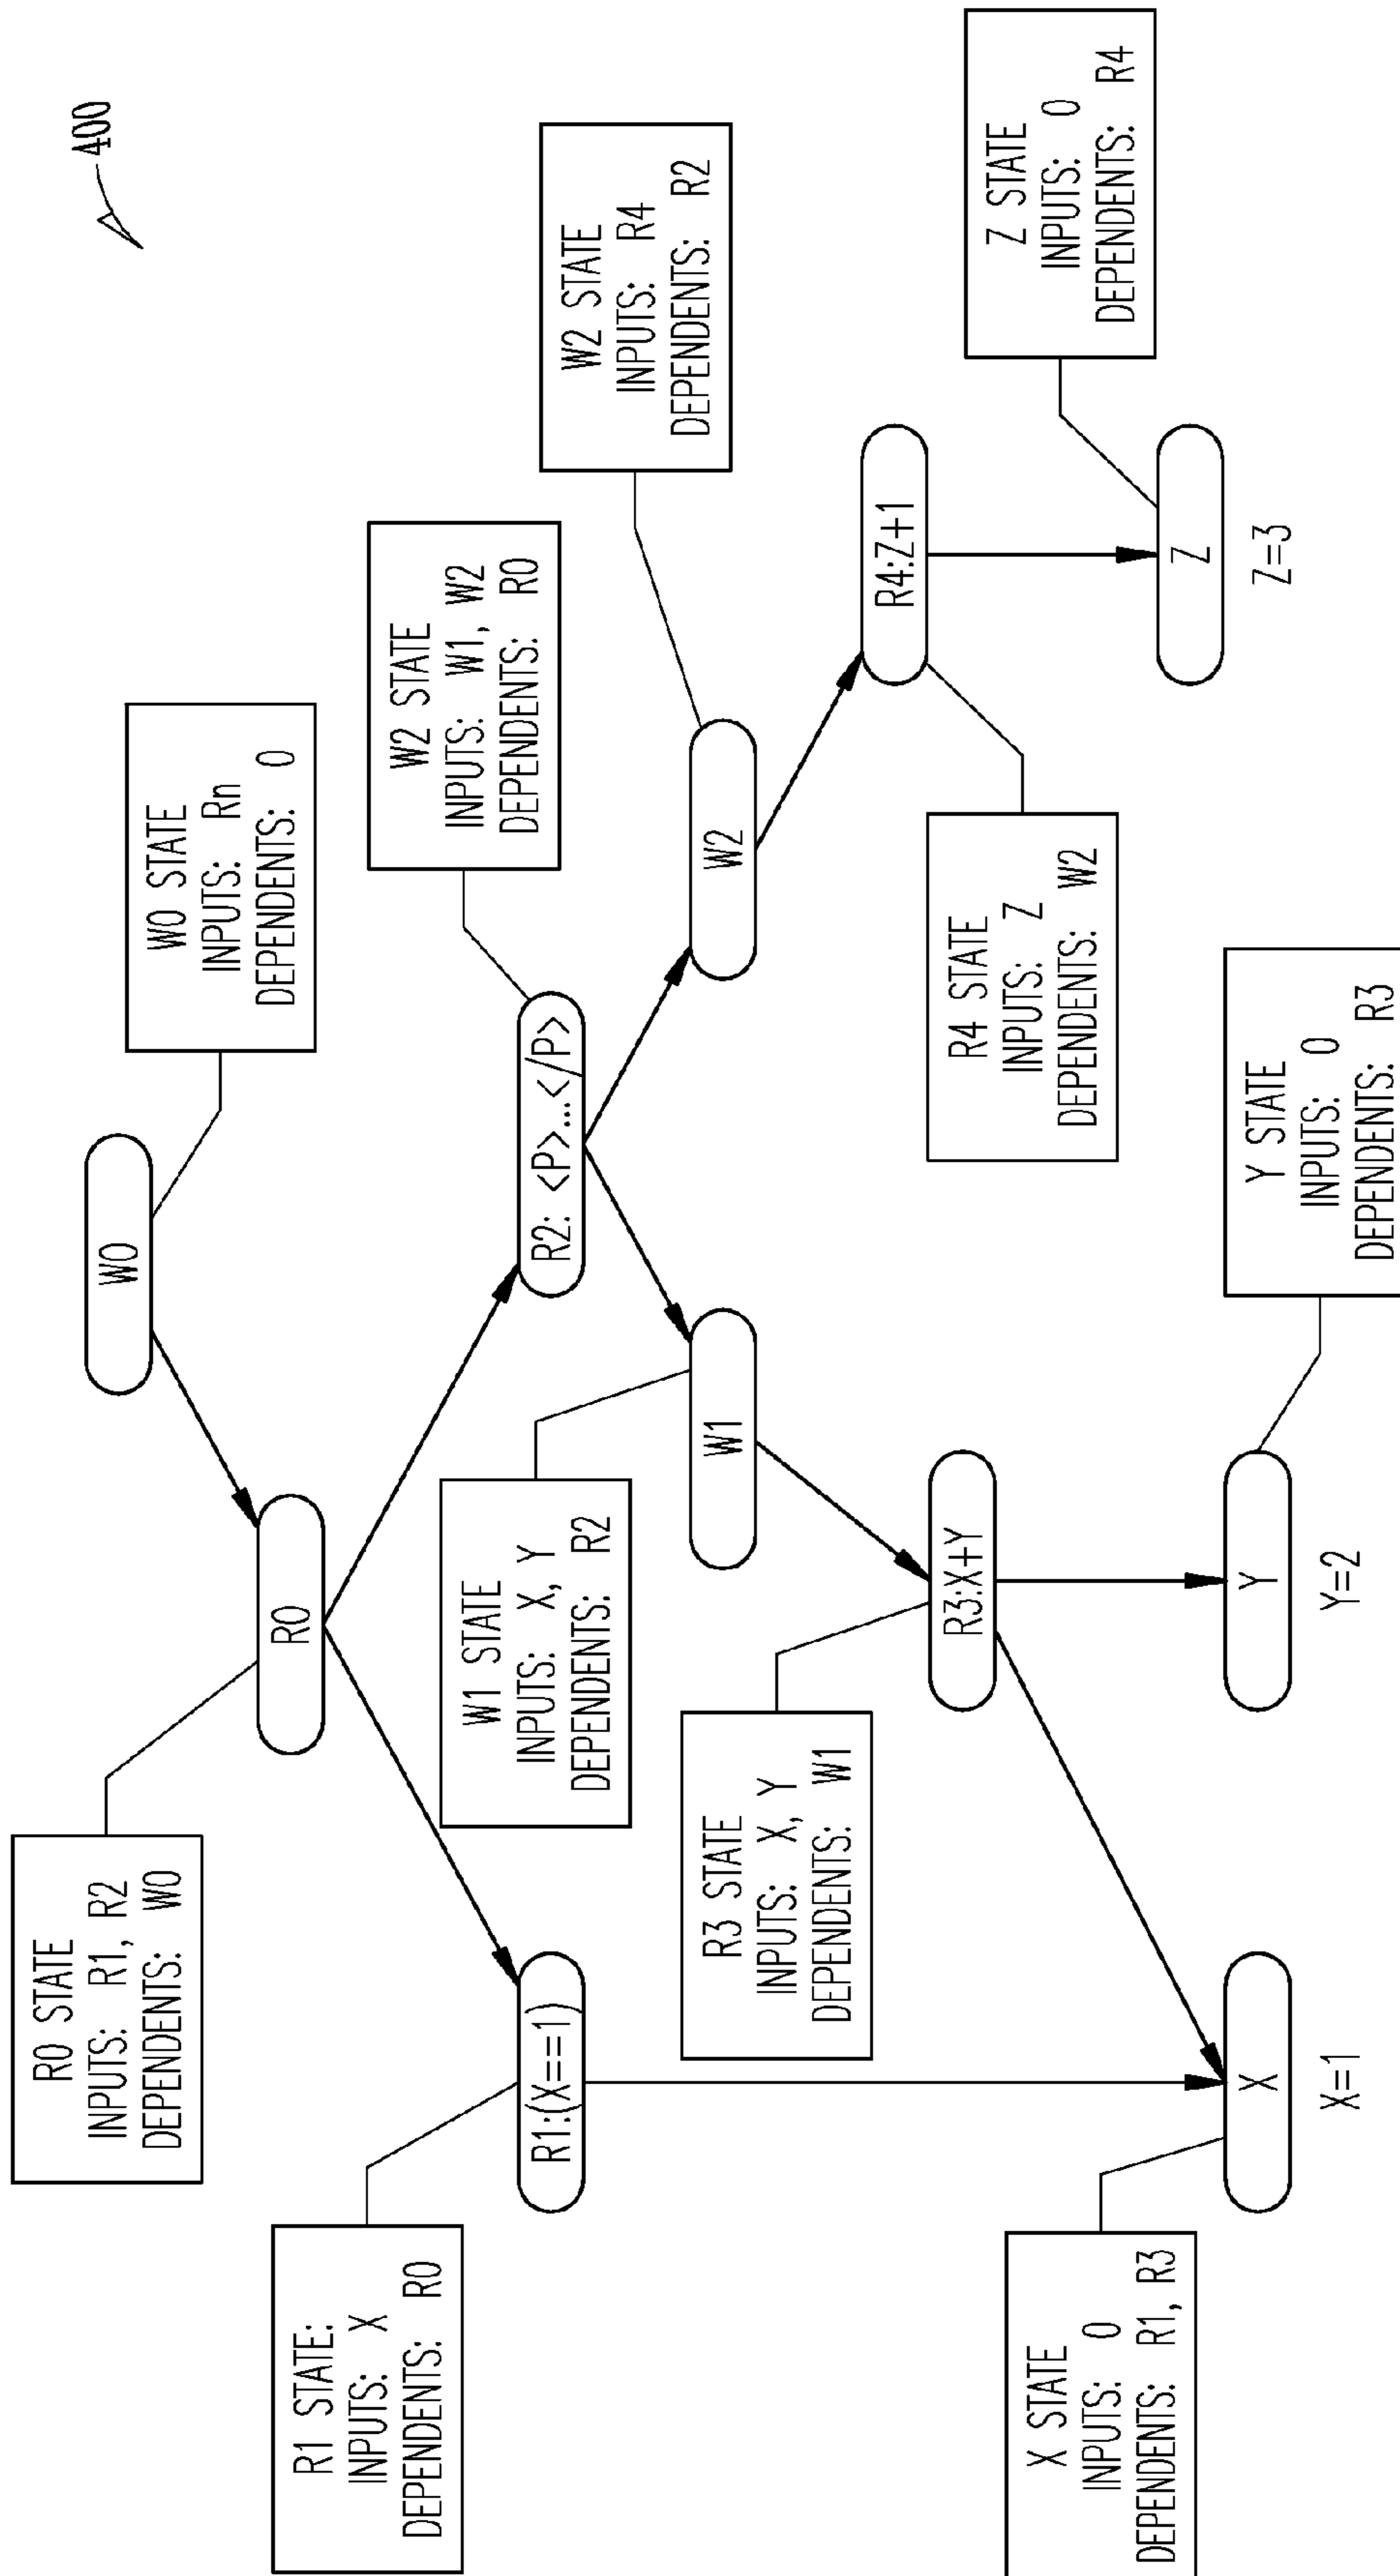 400
W0
W0 STATE
INPUTS: Rn
DEPENDENTS: 0
R0 STATE
INPUTS: R1, R2
DEPENDENTS: W0
R0
R1 STATE:
INPUTS: X
DEPENDENTS: R0
R1:(X==1)
R2: <P>...</P>
W2 STATE
INPUTS: W1, W2
DEPENDENTS: R0
W1 STATE
INPUTS: X, Y
DEPENDENTS: R2
W1
W2
W2 STATE
INPUTS: R4
DEPENDENTS: R2
R3 STATE
INPUTS: X, Y
DEPENDENTS: W1
R3:X+Y
R4 STATE
INPUTS: Z
DEPENDENTS: W2
R4:Z+1
X STATE
INPUTS: 0
DEPENDENTS: R1, R3
X
X=1
Y
Y=2
Y STATE
INPUTS: 0
DEPENDENTS: R3
Z STATE
INPUTS: 0
DEPENDENTS: R4
Z
Z=3